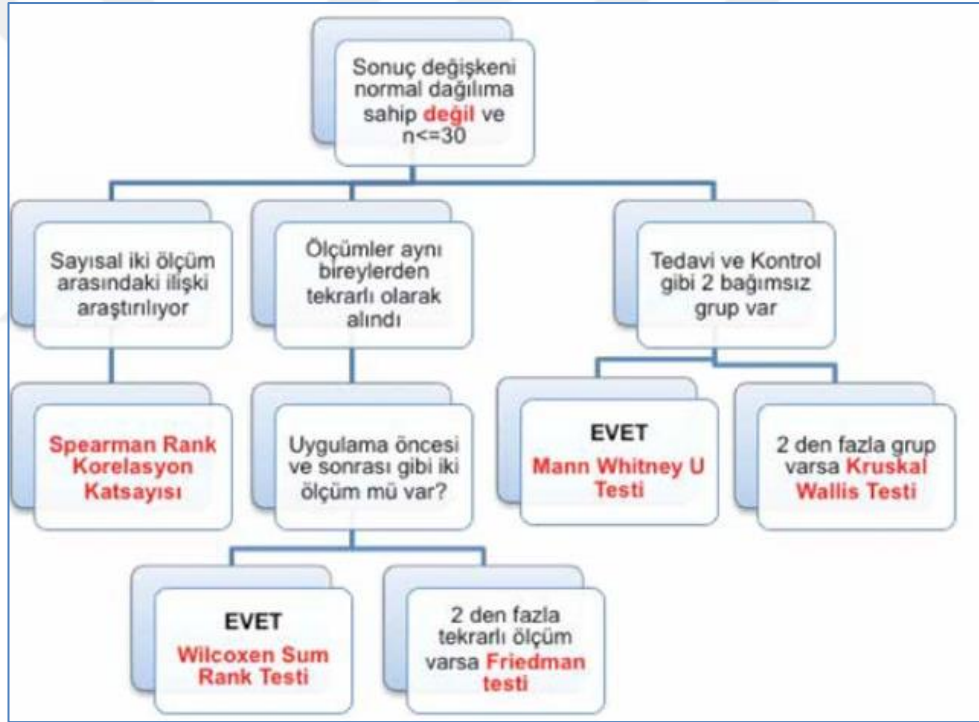 Sonuç değişkeni
normal dağılıma
sahip değil ve
n<=30
Sayısal iki ölçüm
arasındaki ilişki
araştırılıyor
Ölçümler aynı
bireylerden
tekrarlı olarak
alındı
Tedavi ve Kontrol
gibi 2 bağımsız
grup var
Spearman Rank
Korelasyon
Katsayısı
Uygulama öncesi
ve sonrası gibi iki
ölçüm mü var?
EVET
Mann Whitney U
Testi
2 den fazla grup
varsa Kruskal
Wallis Testi
EVET
Wilcoxen Sum
Rank Testi
2 den fazla
tekrarlı ölçüm
varsa Friedman
testi